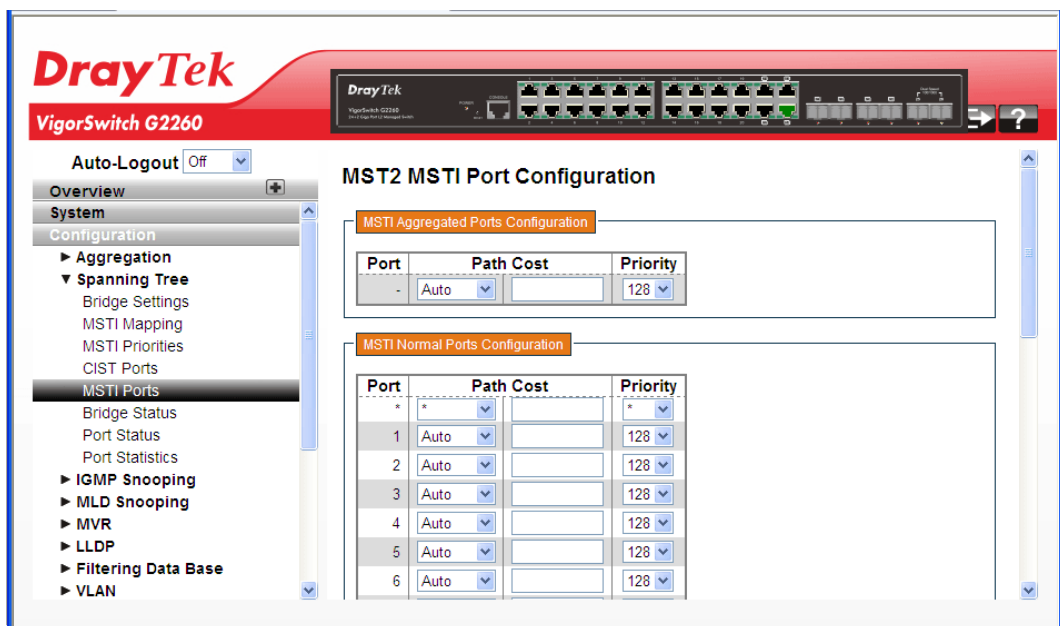 DrayTek
VigorSwitch G2260
DrayTek
VigorSwitch G2260
Auto-Logout Off
Overview
System
Configuration
► Aggregation
▼ Spanning Tree
Bridge Settings
MSTI Mapping
MSTI Priorities
CIST Ports
MSTI Ports
Bridge Status
Port Status
Port Statistics
► IGMP Snooping
► MLD Snooping
► MVR
► LLDP
► Filtering Data Base
► VLAN
?
MST2 MSTI Port Configuration
MSTI Aggregated Ports Configuration
Port Path Cost Priority
- Auto 128
MSTI Normal Ports Configuration
Port Path Cost Priority
* * *
1 Auto 128
2 Auto 128
3 Auto 128
4 Auto 128
5 Auto 128
6 Auto 128